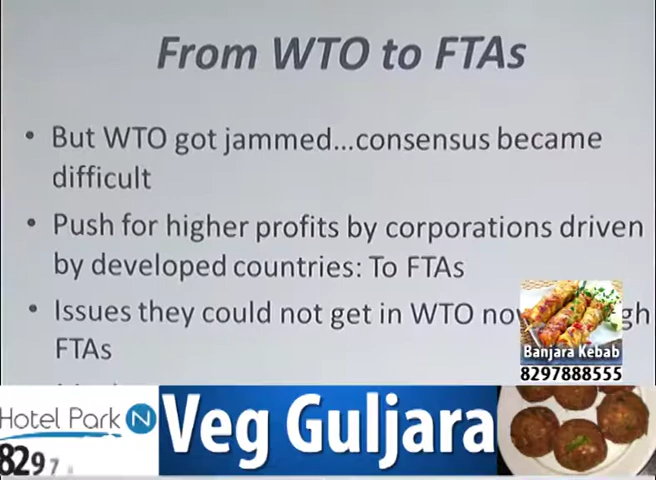 From WTO to FTAs
• But WTO got jammed...consensus became
difficult
• Push for higher profits by corporations driven
by developed countries: To FTAs
• Issues they could not get in WTO no gh
FTAs
Banjara Kebab
8297888555
Hotel Park N
Veg Guljara
8297